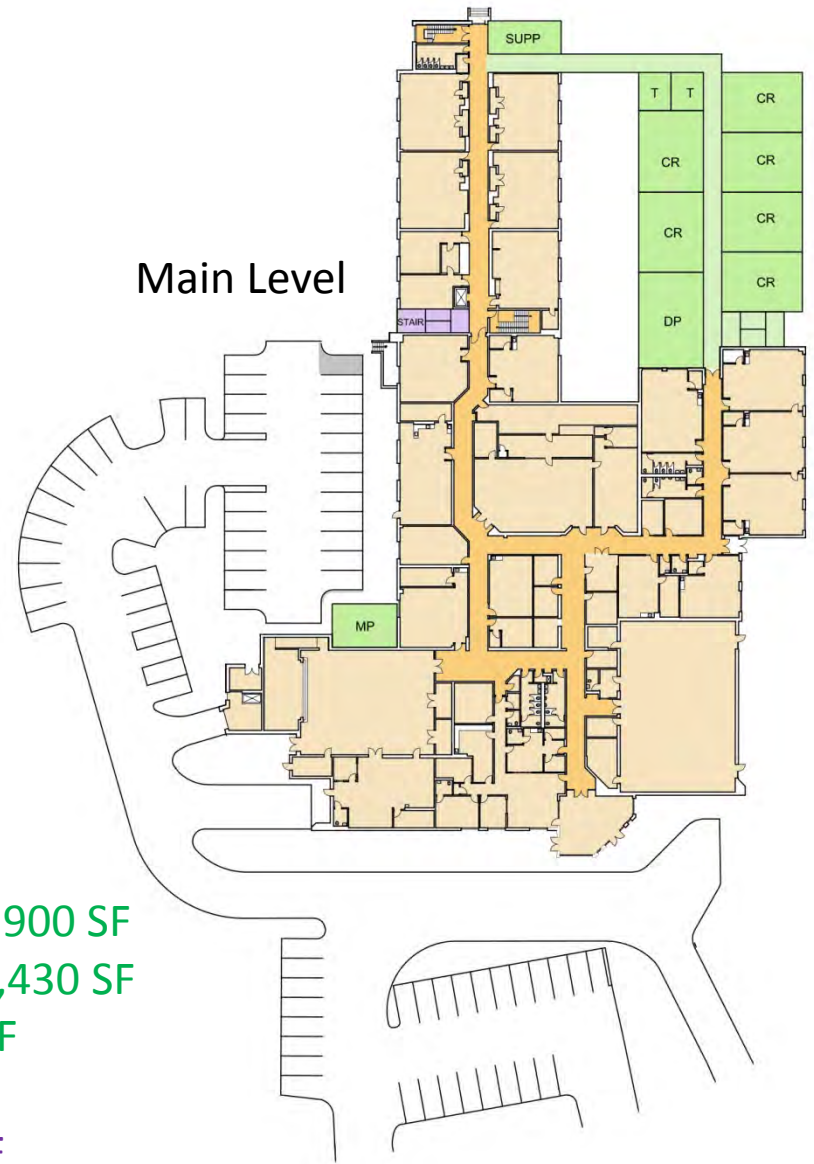 SUPP
T T CR
CR CR
CR CR
Main Level
CR
STAIR DP
MP
900 SF
,430 SF
F